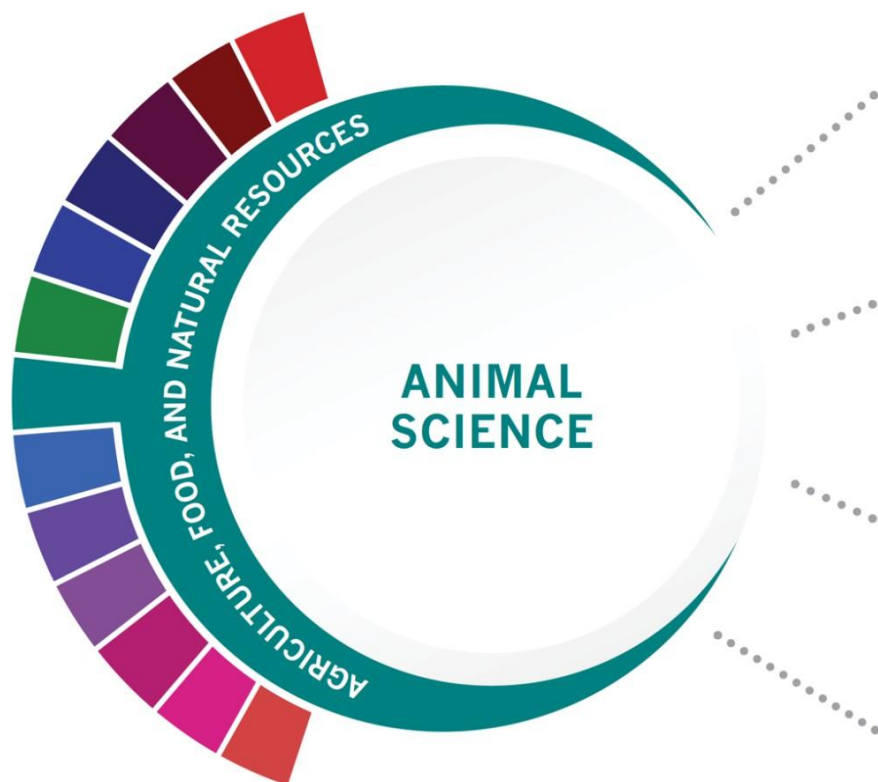 AGRICULTURE, FOOD, AND NATURAL RESOURCES
ANIMAL
SCIENCE